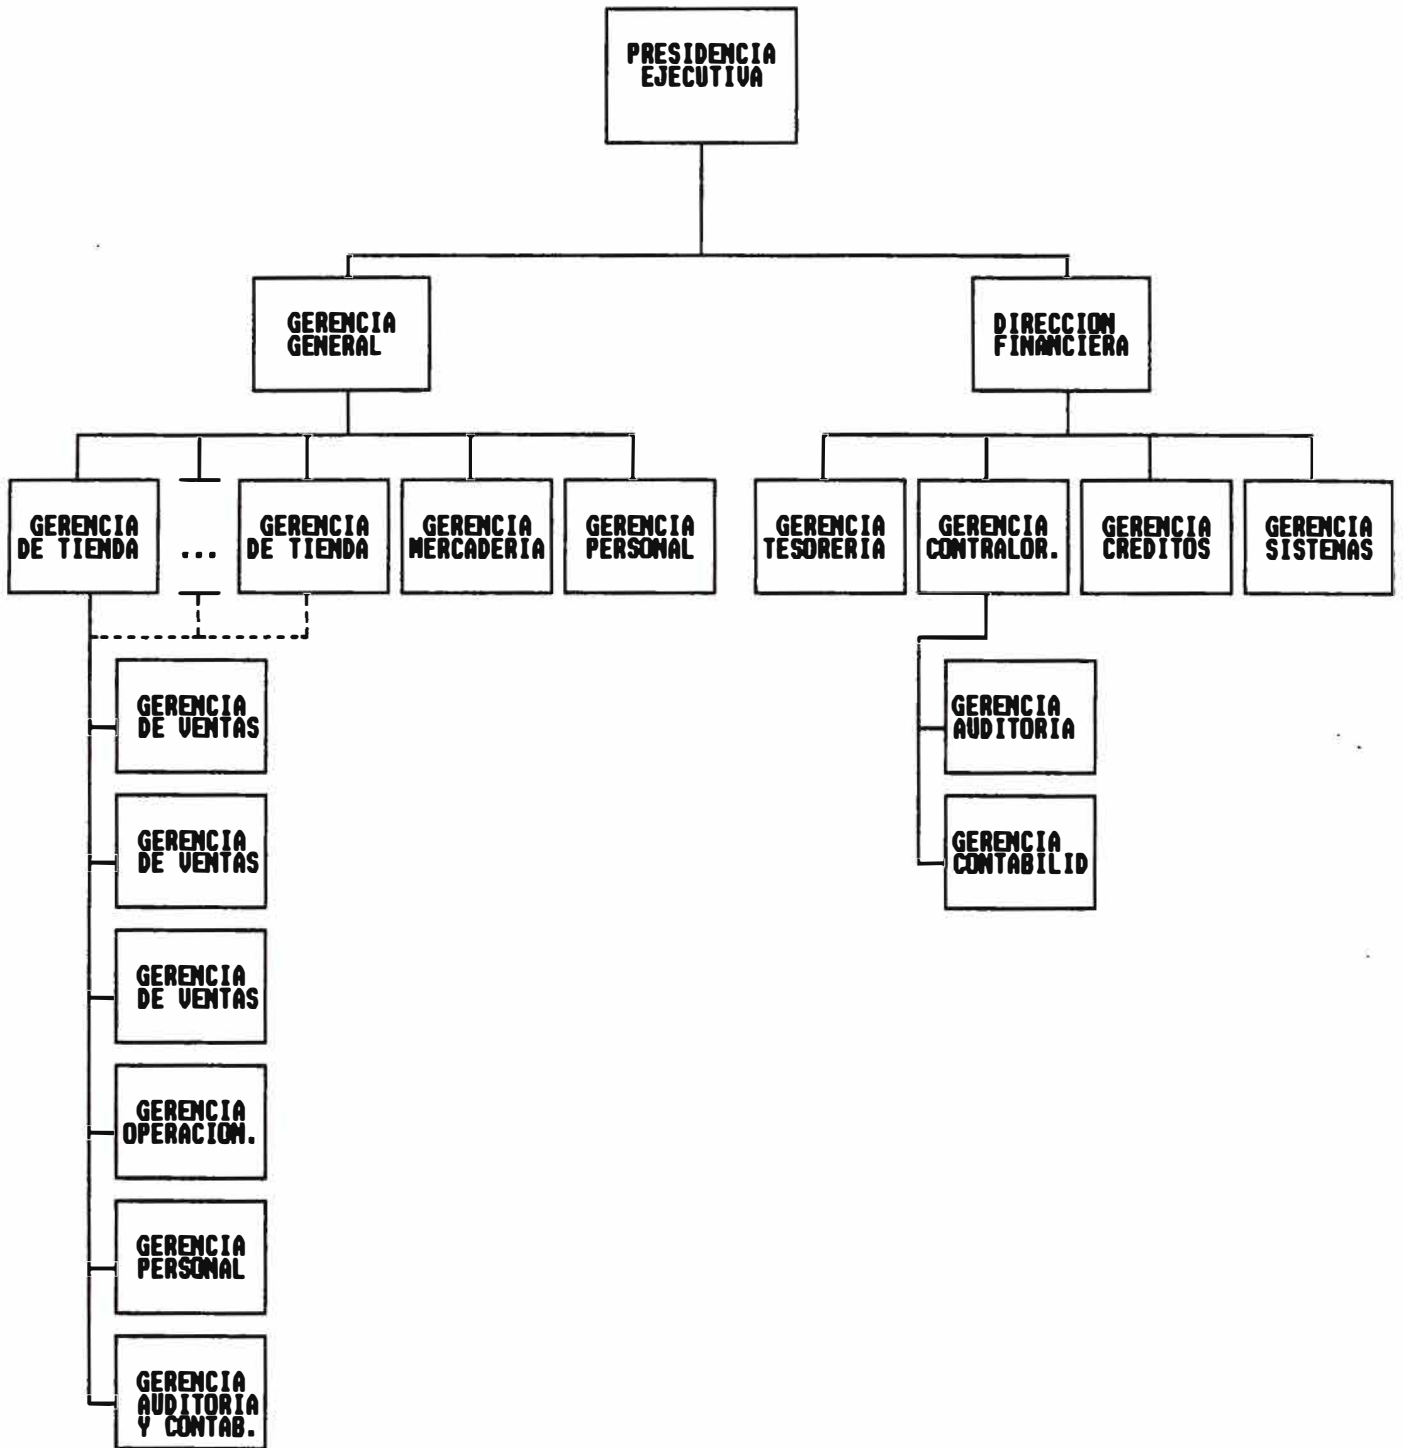 PRESIDENCIA
EJECUTIVA
GERENCIA
GENERAL
DIRECCION
FINANCIERA
GERENCIA
DE TIENDA
...
GERENCIA
DE TIENDA
GERENCIA
MERCADERIA
GERENCIA
PERSONAL
GERENCIA
TESORERIA
GERENCIA
CONTRALOR.
GERENCIA
CREDITOS
GERENCIA
SISTEMAS
GERENCIA
DE VENTAS
GERENCIA
DE VENTAS
GERENCIA
DE VENTAS
GERENCIA
OPERACION.
GERENCIA
PERSONAL
GERENCIA
AUDITORIA
Y CONTAB.
GERENCIA
AUDITORIA
GERENCIA
CONTABILID